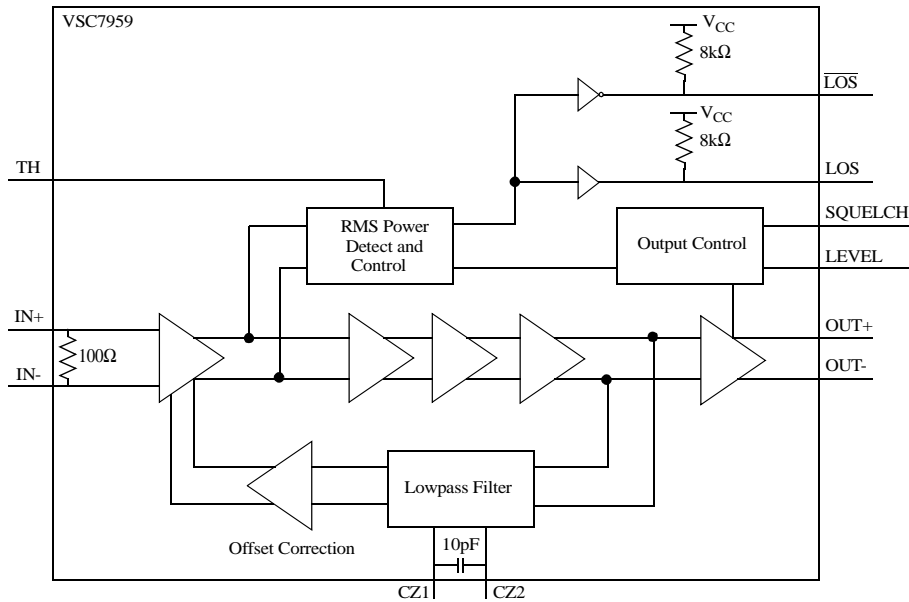 VSC7959
V_CC
8kΩ
L̅O̅S̅
V_CC
8kΩ
TH
LOS
SQUELCH
RMS Power
Detect and
Control
Output Control
LEVEL
IN+
OUT+
100Ω
IN-
OUT-
Lowpass Filter
Offset Correction
10pF
CZ1
CZ2